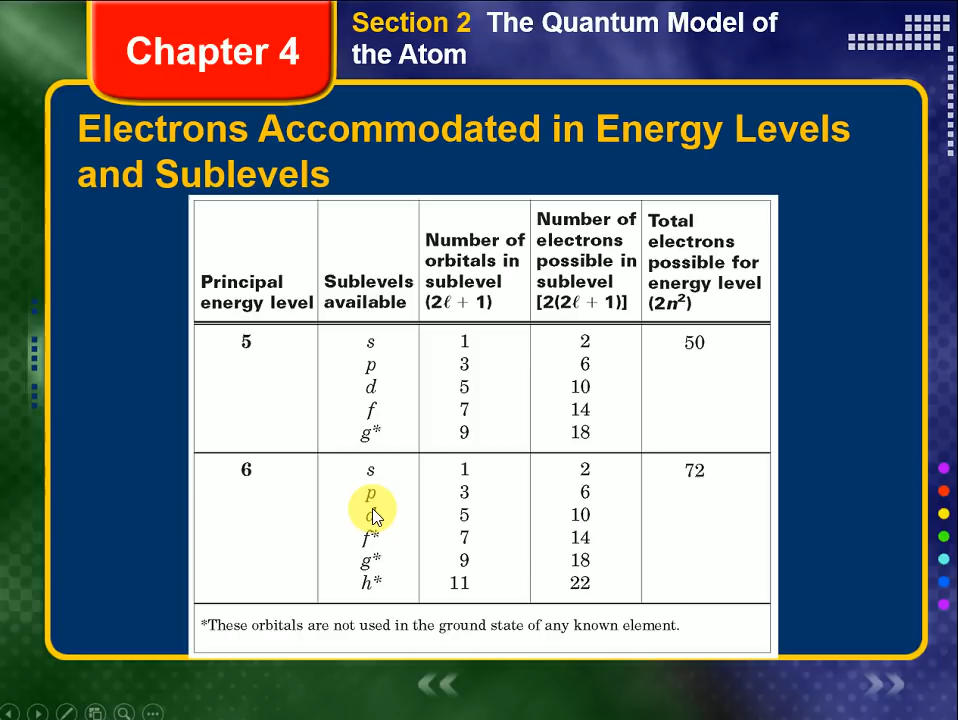 Chapter 4
Section 2 The Quantum Model of
the Atom
Electrons Accommodated in Energy Levels
and Sublevels
Principal
energy level
Sublevels
available
Number of
orbitals in
sublevel
(2ℓ + 1)
Number of
electrons
possible in
sublevel
[2(2ℓ + 1)]
Total
electrons
possible for
energy level
(2n²)
5 s 1 2 50
p 3 6
d 5 10
f 7 14
g* 9 18
6 s 1 2 72
p 3 6
d 5 10
f* 7 14
g* 9 18
h* 11 22
*These orbitals are not used in the ground state of any known element.